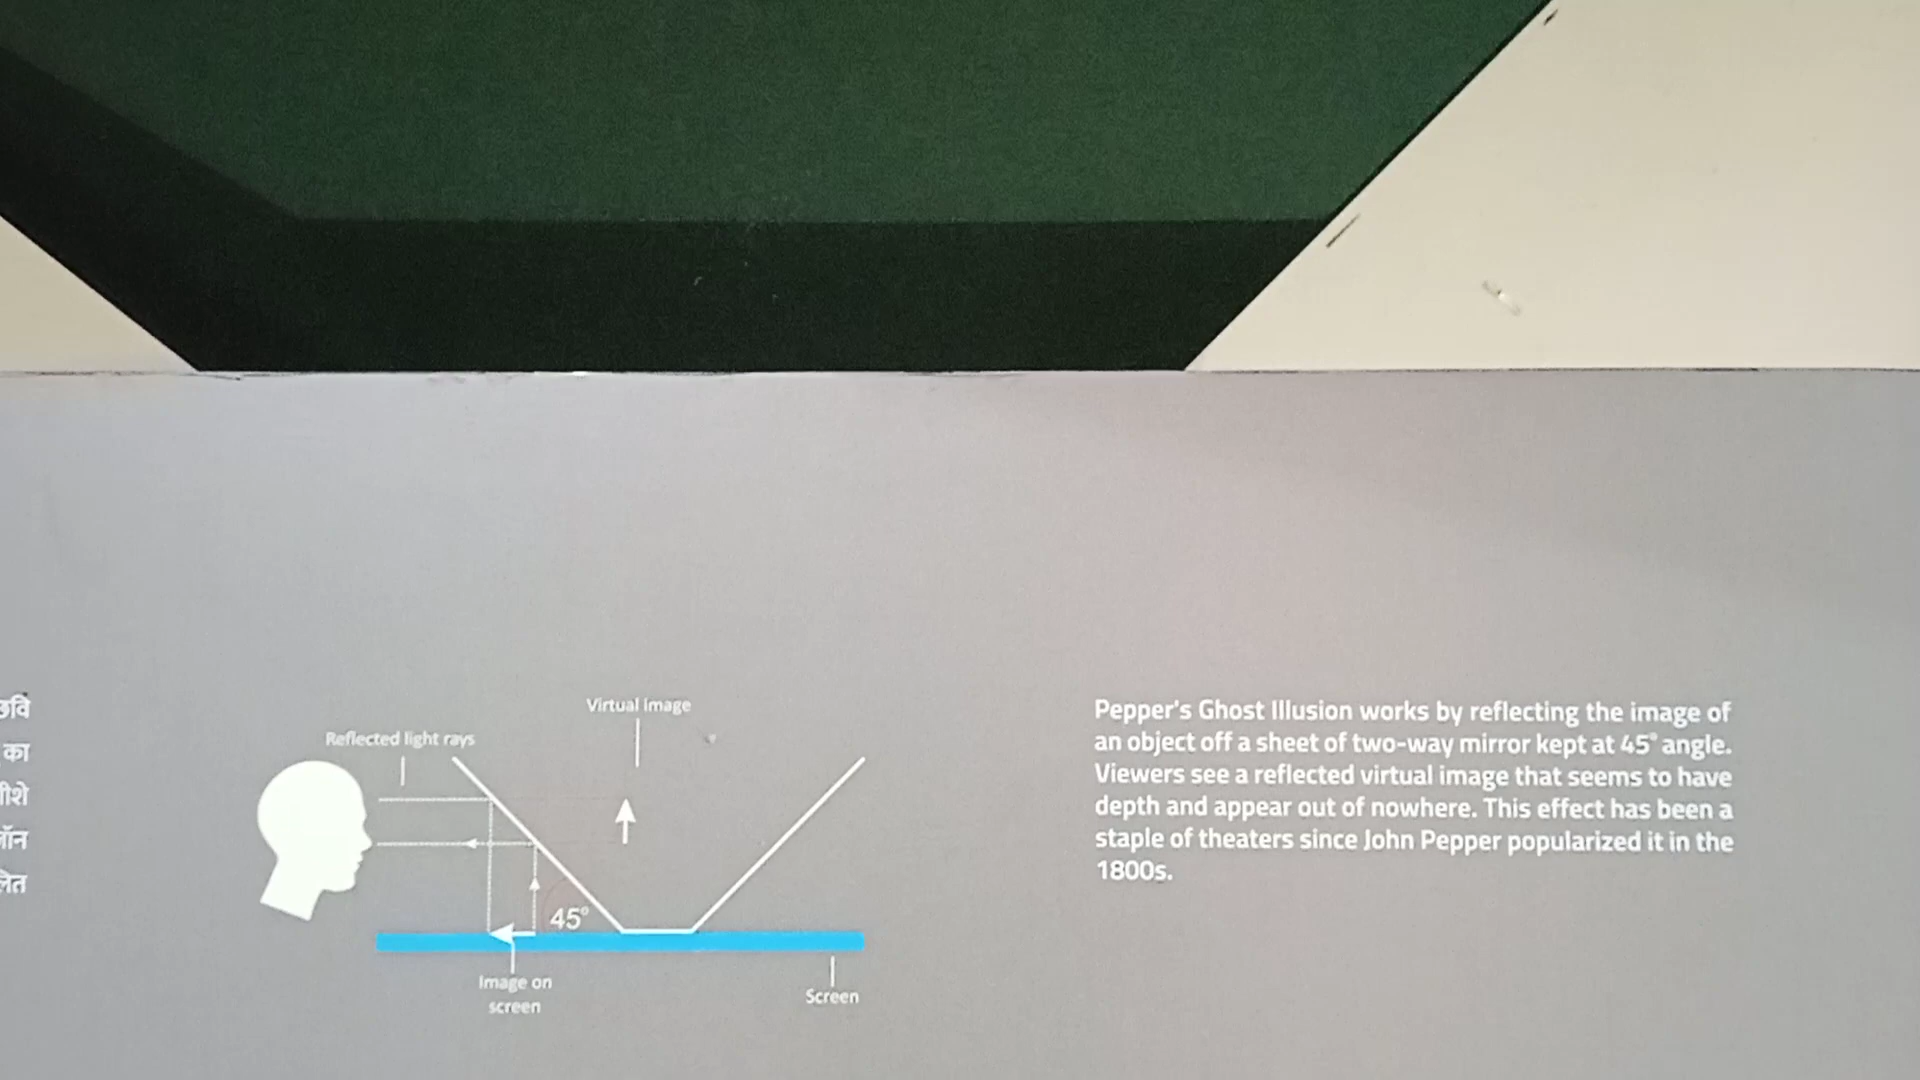 छवि
का
शीशे
जॉन
Virtual image
Reflected light rays
45°
Image on
screen
Screen
Pepper's Ghost Illusion works by reflecting the image of
an object off a sheet of two-way mirror kept at 45° angle.
Viewers see a reflected virtual image that seems to have
depth and appear out of nowhere. This effect has been a
staple of theaters since John Pepper popularized it in the
1800s.